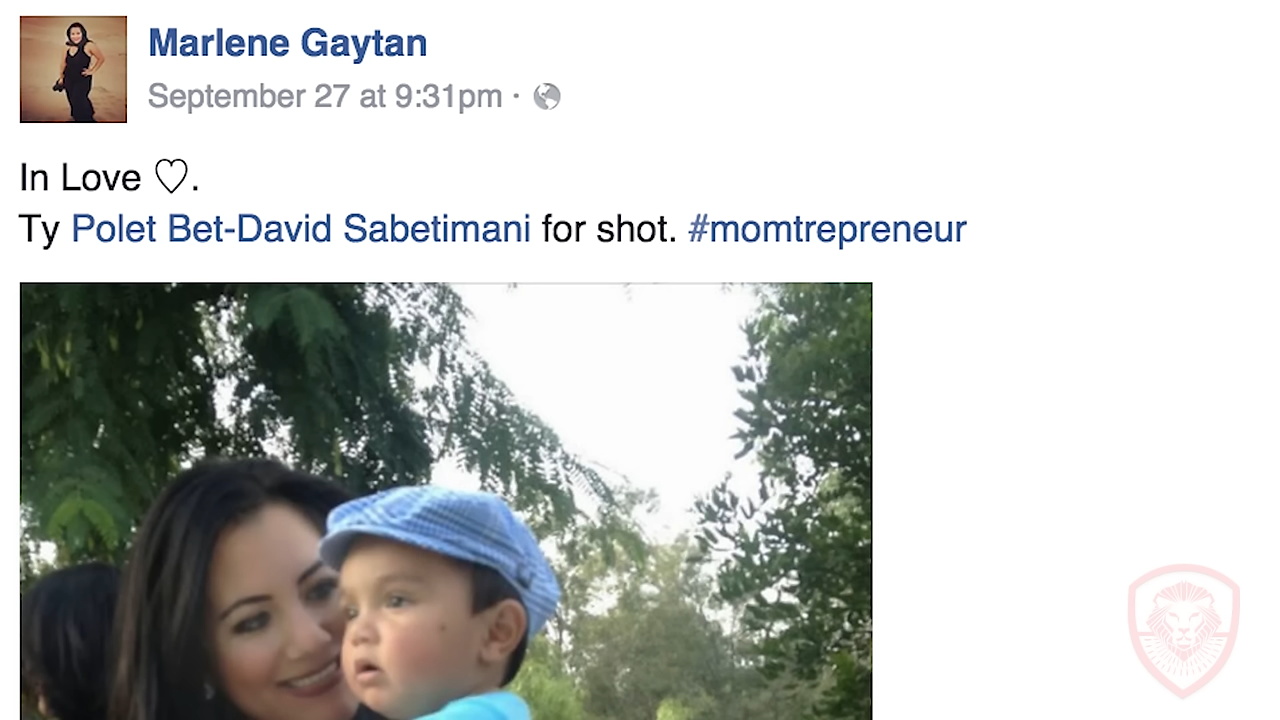 Marlene Gaytan
September 27 at 9:31pm ·
In Love ♡.
Ty Polet Bet-David Sabetimani for shot. #momtrepreneur